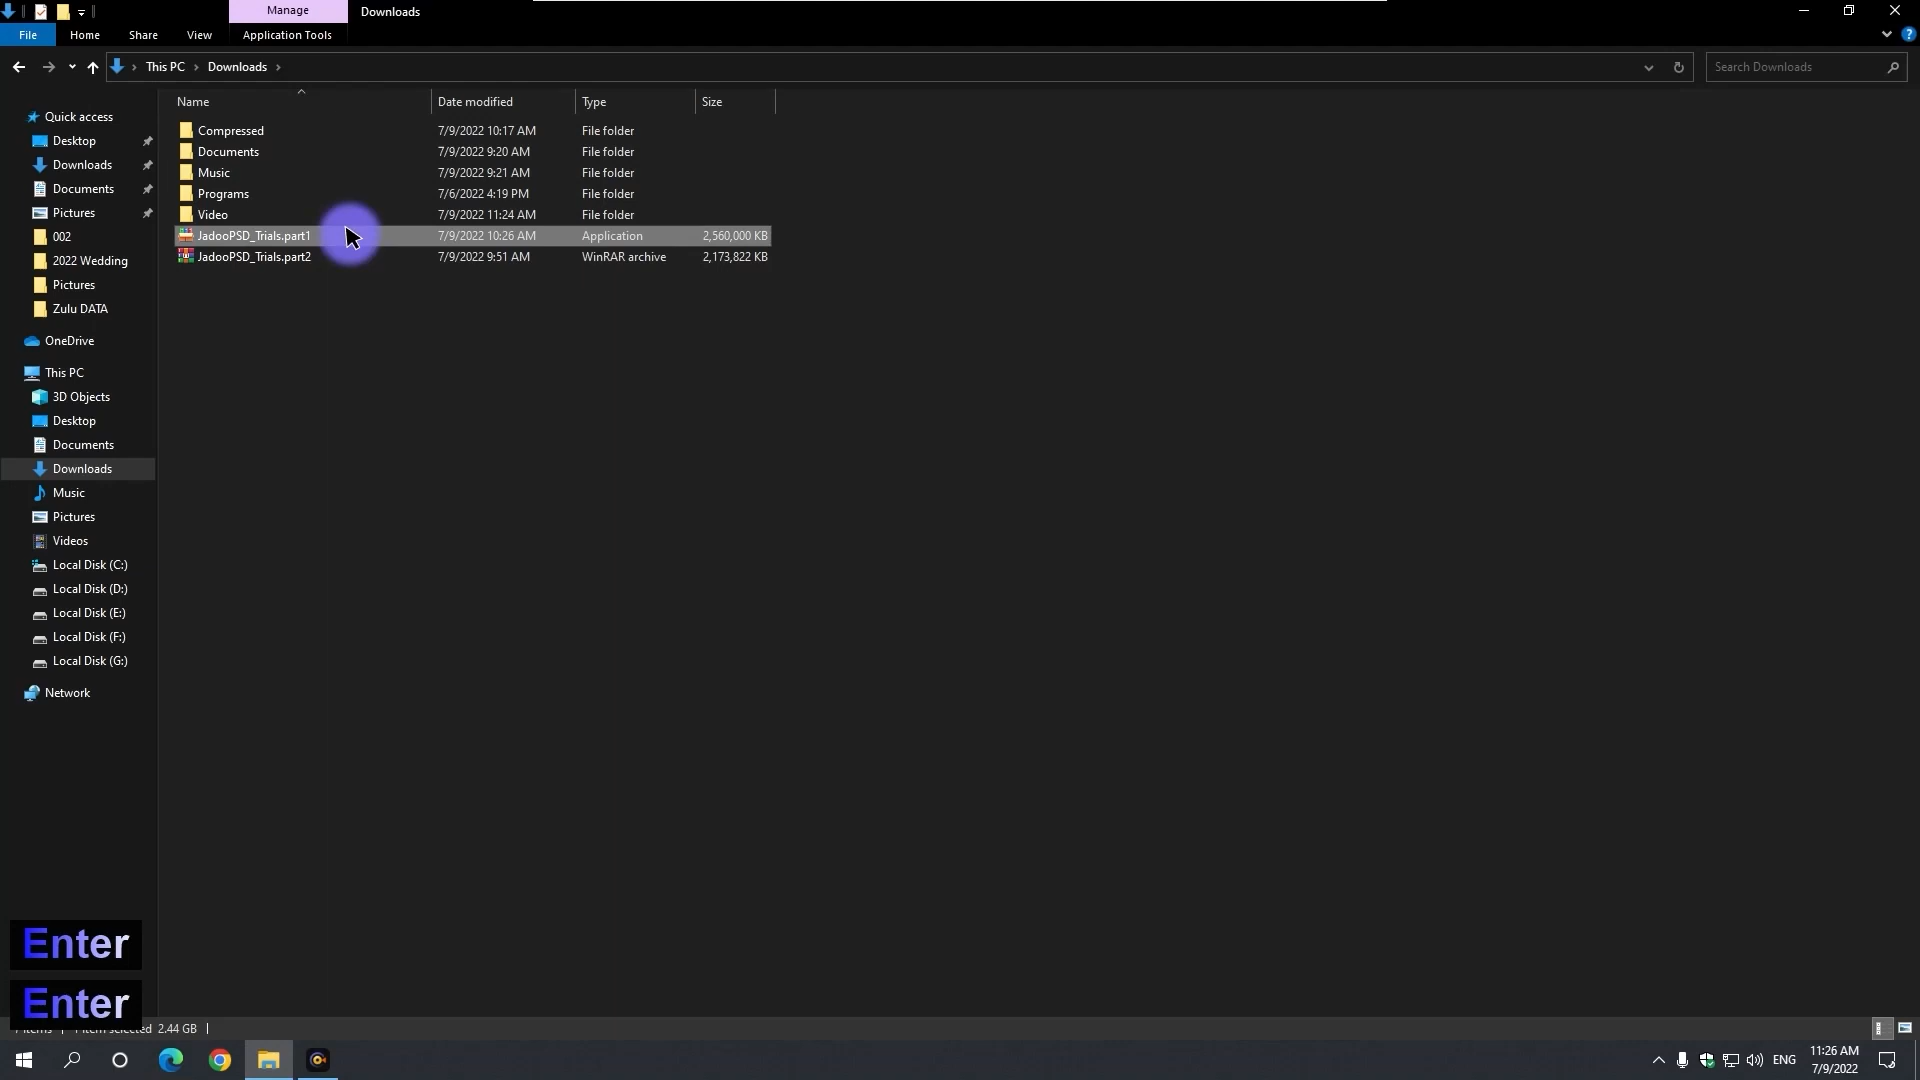 Manage
Downloads
File
Home
Share
View
Application Tools
This PC
Downloads
Search Downloads
Name
Date modified
Type
Size
Compressed 7/9/2022 10:17 AM File folder
Documents 7/9/2022 9:20 AM File folder
Music 7/9/2022 9:21 AM File folder
Programs 7/6/2022 4:19 PM File folder
Video 7/9/2022 11:24 AM File folder
JadooPSD_Trials.part1 7/9/2022 10:26 AM Application 2,560,000 KB
JadooPSD_Trials.part2 7/9/2022 9:51 AM WinRAR archive 2,173,822 KB
Quick access
Desktop
Downloads
Documents
Pictures
002
2022 Wedding
Pictures
Zulu DATA
OneDrive
This PC
3D Objects
Desktop
Documents
Downloads
Music
Pictures
Videos
Local Disk (C:)
Local Disk (D:)
Local Disk (E:)
Local Disk (F:)
Local Disk (G:)
Network
Enter
Enter
selected 2.44 GB
ENG
11:26 AM
7/9/2022